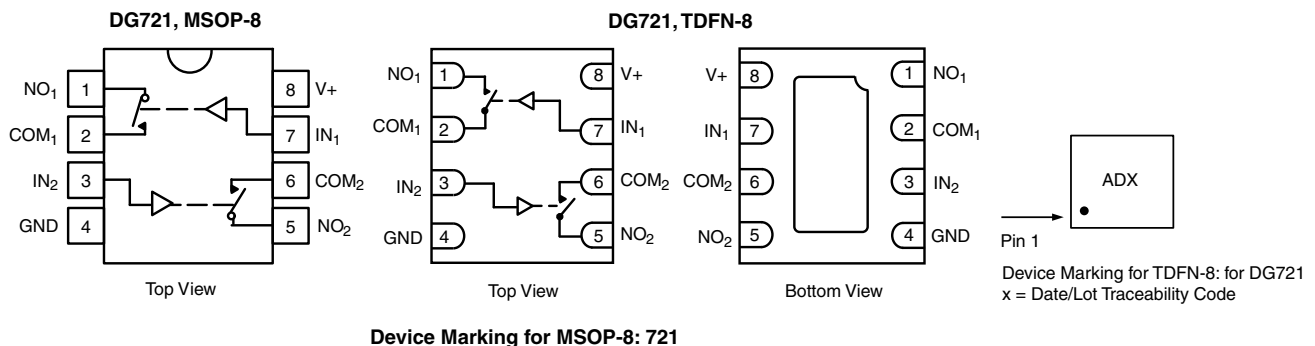 DG721, MSOP-8
NO1 1
8 V+
COM1 2
7 IN1
IN2 3
6 COM2
GND 4
5 NO2
Top View
Device Marking for MSOP-8: 721
DG721, TDFN-8
NO1 1
8 V+
COM1 2
7 IN1
IN2 3
6 COM2
GND 4
5 NO2
Top View
V+ 8
1 NO1
IN1 7
2 COM1
COM2 6
3 IN2
NO2 5
4 GND
Bottom View
ADX
Pin 1
Device Marking for TDFN-8: for DG721
x = Date/Lot Traceability Code